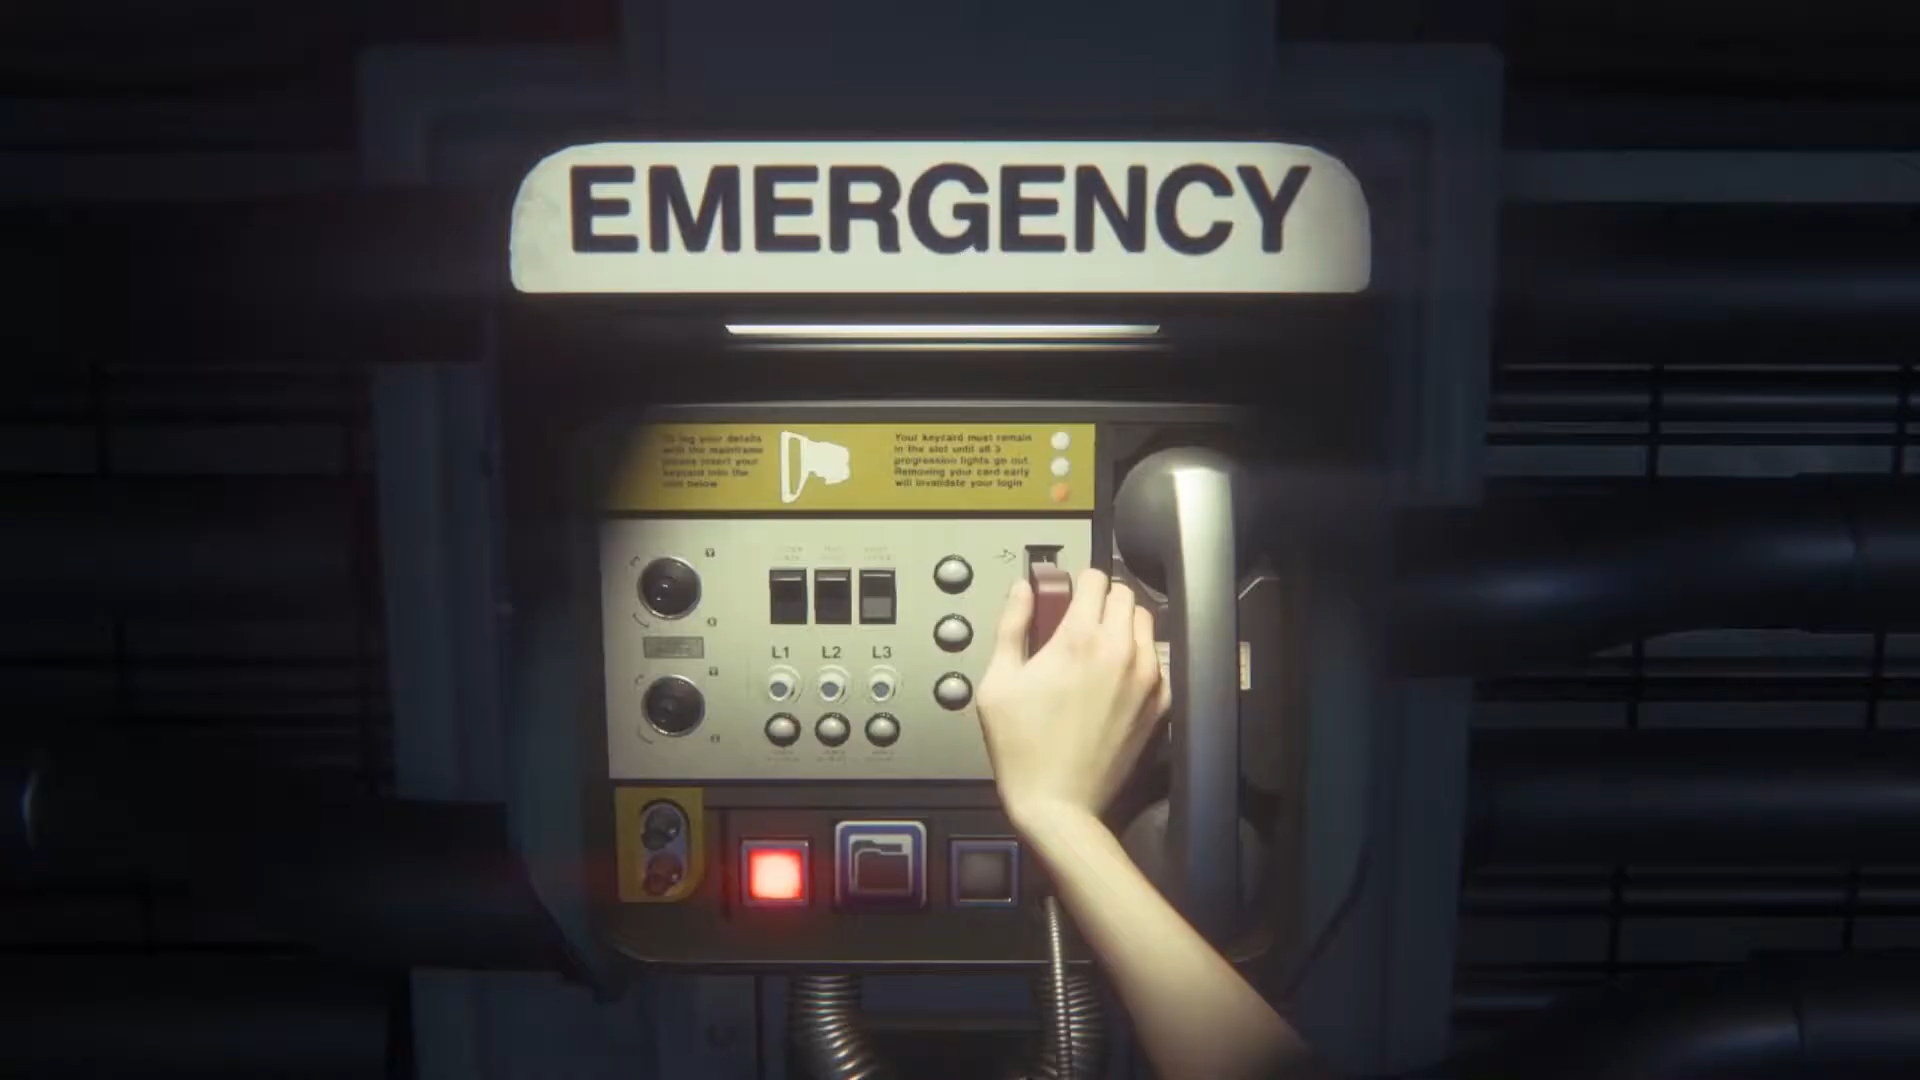 EMERGENCY
To log your details
with the mainframe
please insert your
keycard into the
slot below
Your keycard must remain
in the slot until all 3
progression lights go out.
Removing your card early
will invalidate your login
L1 L2 L3